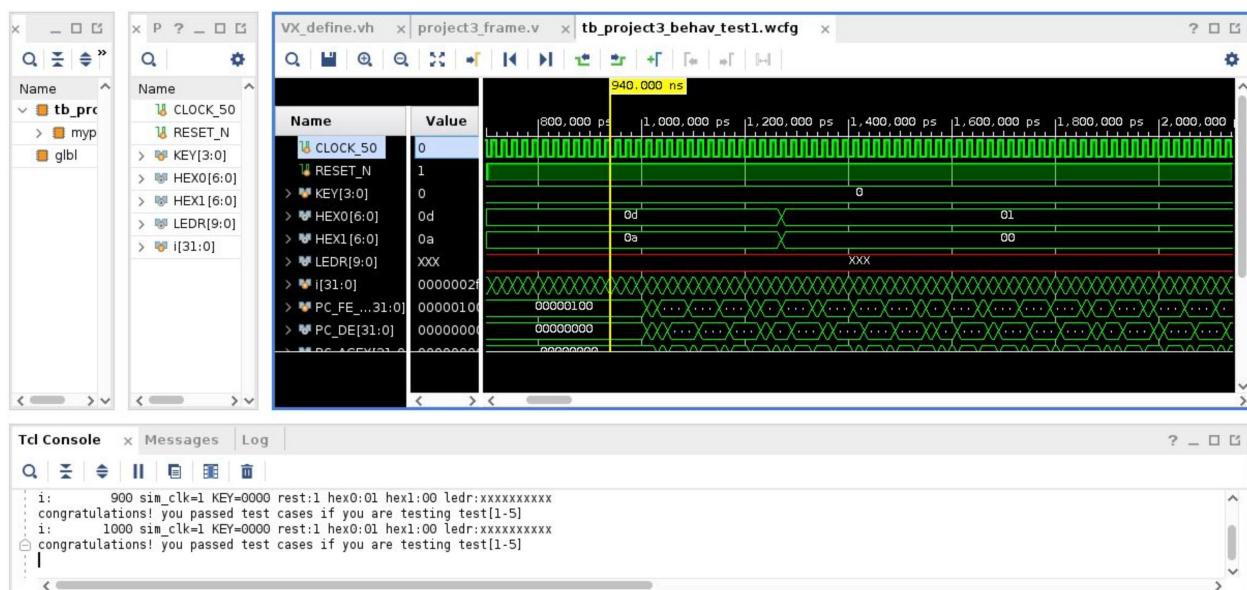 VX_define.vh × project3_frame.v × tb_project3_behav_test1.wcfg ×
× P ?
Name
tb_prc
myp
glbl
Name
CLOCK_50
RESET_N
KEY[3:0]
HEX0[6:0]
HEX1[6:0]
LEDR[9:0]
i[31:0]
940.000 ns
Name Value
800,000 ps 1,000,000 ps 1,200,000 ps 1,400,000 ps 1,600,000 ps 1,800,000 ps 2,000,000
CLOCK_50 0
RESET_N 1
KEY[3:0] 0 0
HEX0[6:0] 0d 0d 01
HEX1[6:0] 0a 0a 00
LEDR[9:0] XXX XXX
i[31:0] 0000002f
PC_FE_...31:0] 00000100 00000100
PC_DE[31:0] 00000000 00000000
Tcl Console × Messages Log
i: 900 sim_clk=1 KEY=0000 rest:1 hex0:01 hex1:00 ledr:xxxxxxxxxx
congratulations! you passed test cases if you are testing test[1-5]
i: 1000 sim_clk=1 KEY=0000 rest:1 hex0:01 hex1:00 ledr:xxxxxxxxxx
congratulations! you passed test cases if you are testing test[1-5]